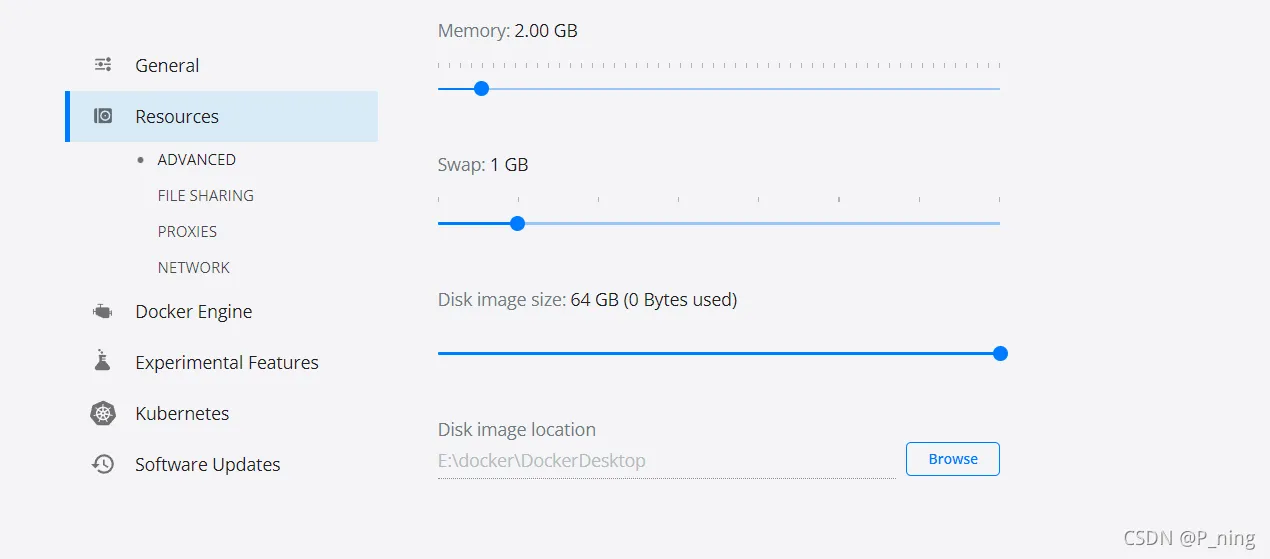 General
Resources
ADVANCED
FILE SHARING
PROXIES
NETWORK
Docker Engine
Experimental Features
Kubernetes
Software Updates
Memory: 2.00 GB
Swap: 1 GB
Disk image size: 64 GB (0 Bytes used)
Disk image location
E:\docker\DockerDesktop
Browse
CSDN @P_ning